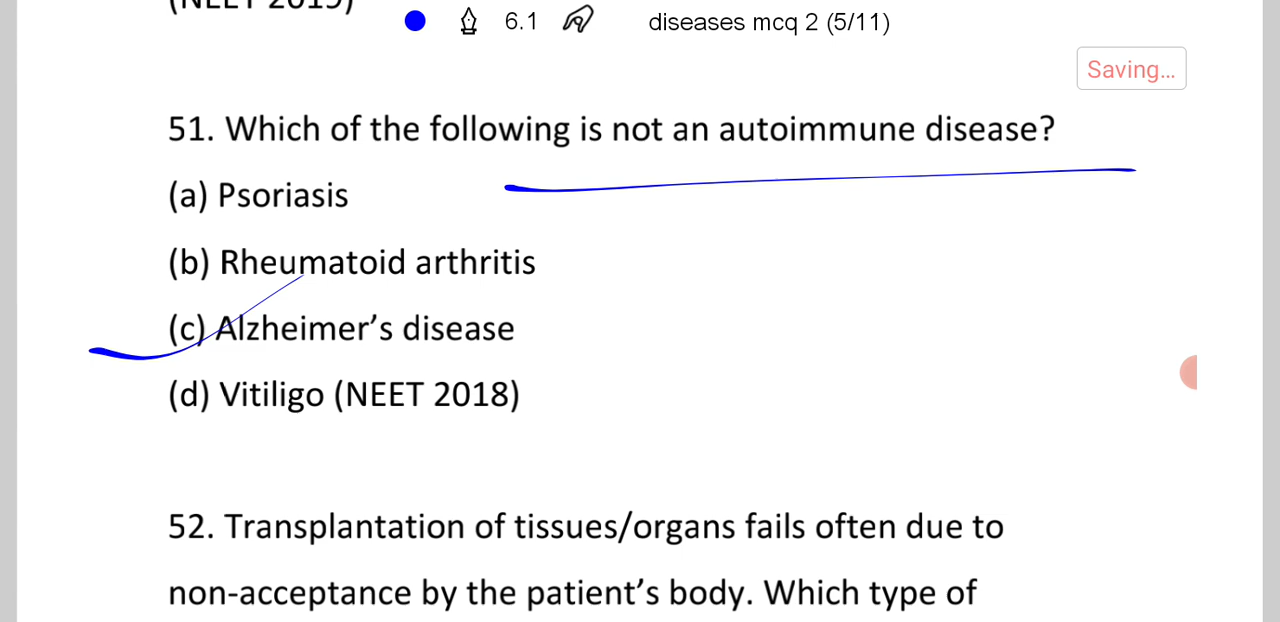 (NEET 2019)
6.1 diseases mcq 2 (5/11)
Saving...
51. Which of the following is not an autoimmune disease?
(a) Psoriasis
(b) Rheumatoid arthritis
(c) Alzheimer’s disease
(d) Vitiligo (NEET 2018)
52. Transplantation of tissues/organs fails often due to
non-acceptance by the patient’s body. Which type of